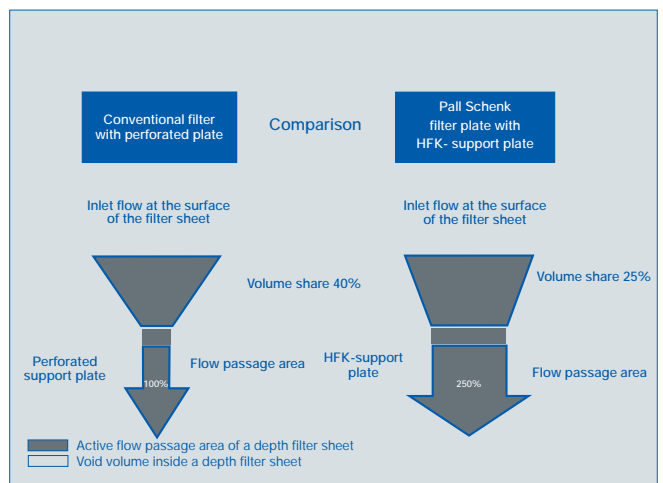 Conventional filter
with perforated plate
Comparison
Pall Schenk
filter plate with
HFK- support plate
Inlet flow at the surface
of the filter sheet
Inlet flow at the surface
of the filter sheet
Volume share 40%
Volume share 25%
Perforated
support plate
100%
Flow passage area
HFK-support
plate
250%
Flow passage area
Active flow passage area of a depth filter sheet
Void volume inside a depth filter sheet